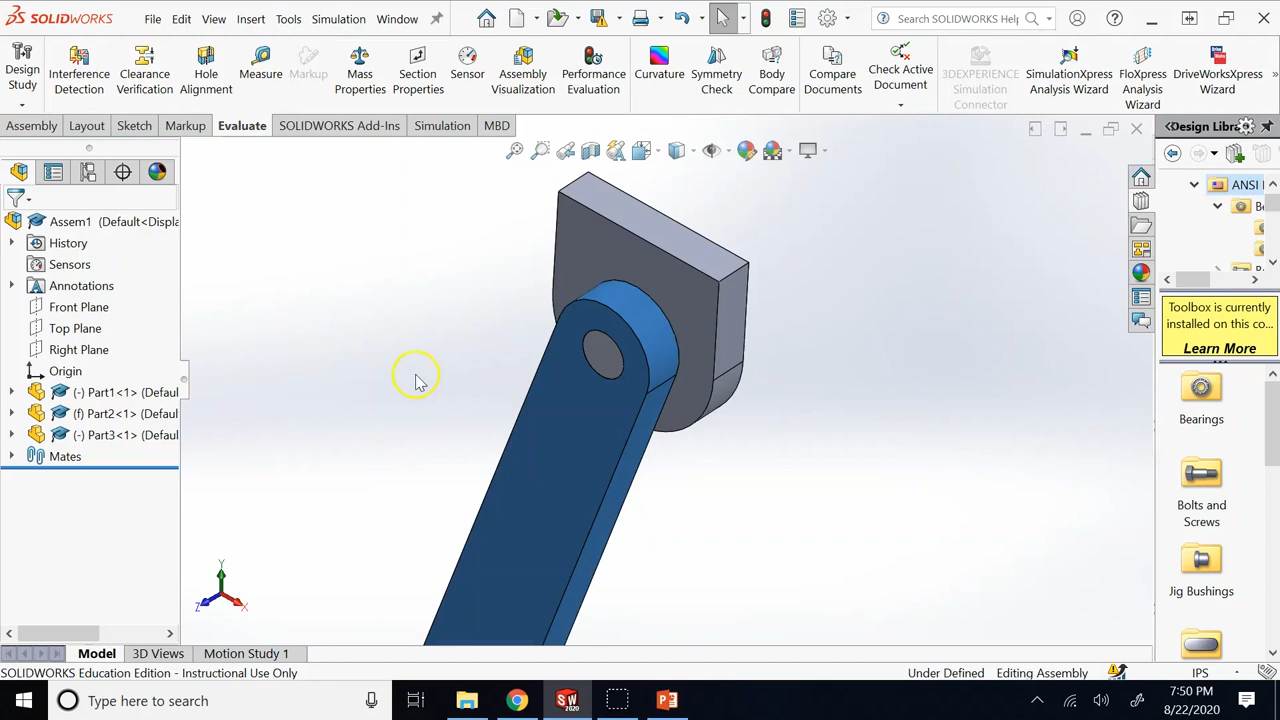 SOLIDWORKS File Edit View Insert Tools Simulation Window Search SOLIDWORKS Help
Design Study
Interference Detection
Clearance Verification
Hole Alignment
Measure
Markup
Mass Properties
Section Properties
Sensor
Assembly Visualization
Performance Evaluation
Curvature
Symmetry Check
Body Compare
Compare Documents
Check Active Document
3DEXPERIENCE Simulation Connector
SimulationXpress Analysis Wizard
FloXpress Analysis Wizard
DriveWorksXpress Wizard
Assembly Layout Sketch Markup Evaluate SOLIDWORKS Add-Ins Simulation MBD
Design Libra
ANSI
Assem1 (Default<Displa
History
Sensors
Annotations
Front Plane
Top Plane
Right Plane
Origin
(-) Part1<1> (Defaul
(f) Part2<1> (Defaul
(-) Part3<1> (Defaul
Mates
Toolbox is currently
installed on this co...
Learn More
Bearings
Bolts and
Screws
Jig Bushings
Y
Z
X
Model 3D Views Motion Study 1
SOLIDWORKS Education Edition - Instructional Use Only Under Defined Editing Assembly IPS
Type here to search
SW
2020
7:50 PM
8/22/2020